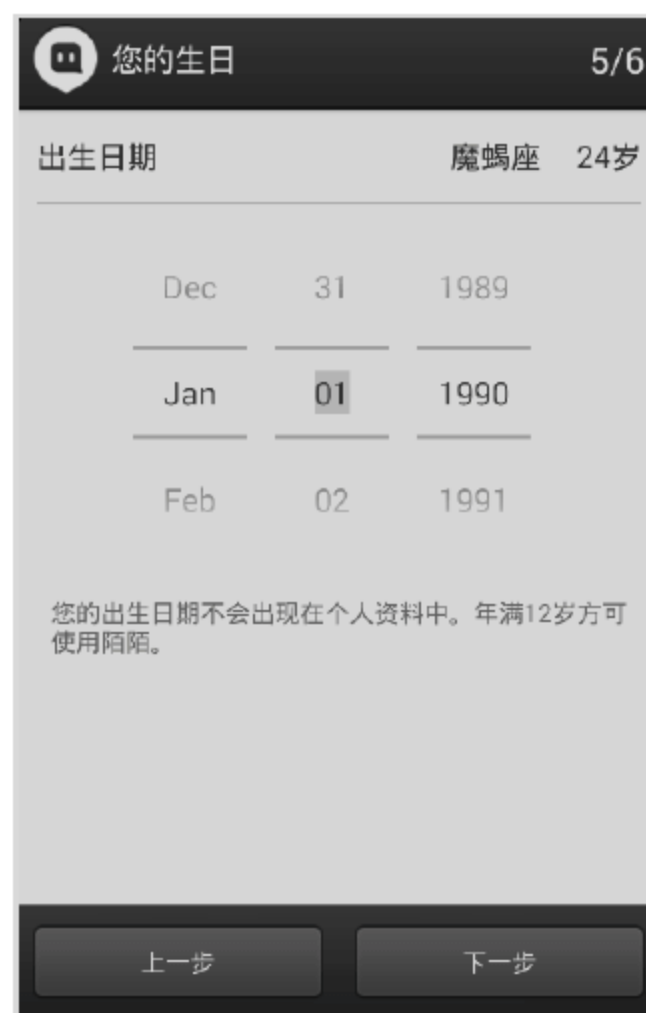 您的生日 5/6
出生日期 魔蝎座 24岁
Dec 31 1989
Jan 01 1990
Feb 02 1991
您的出生日期不会出现在个人资料中。年满12岁方可
使用陌陌。
上一步 下一步